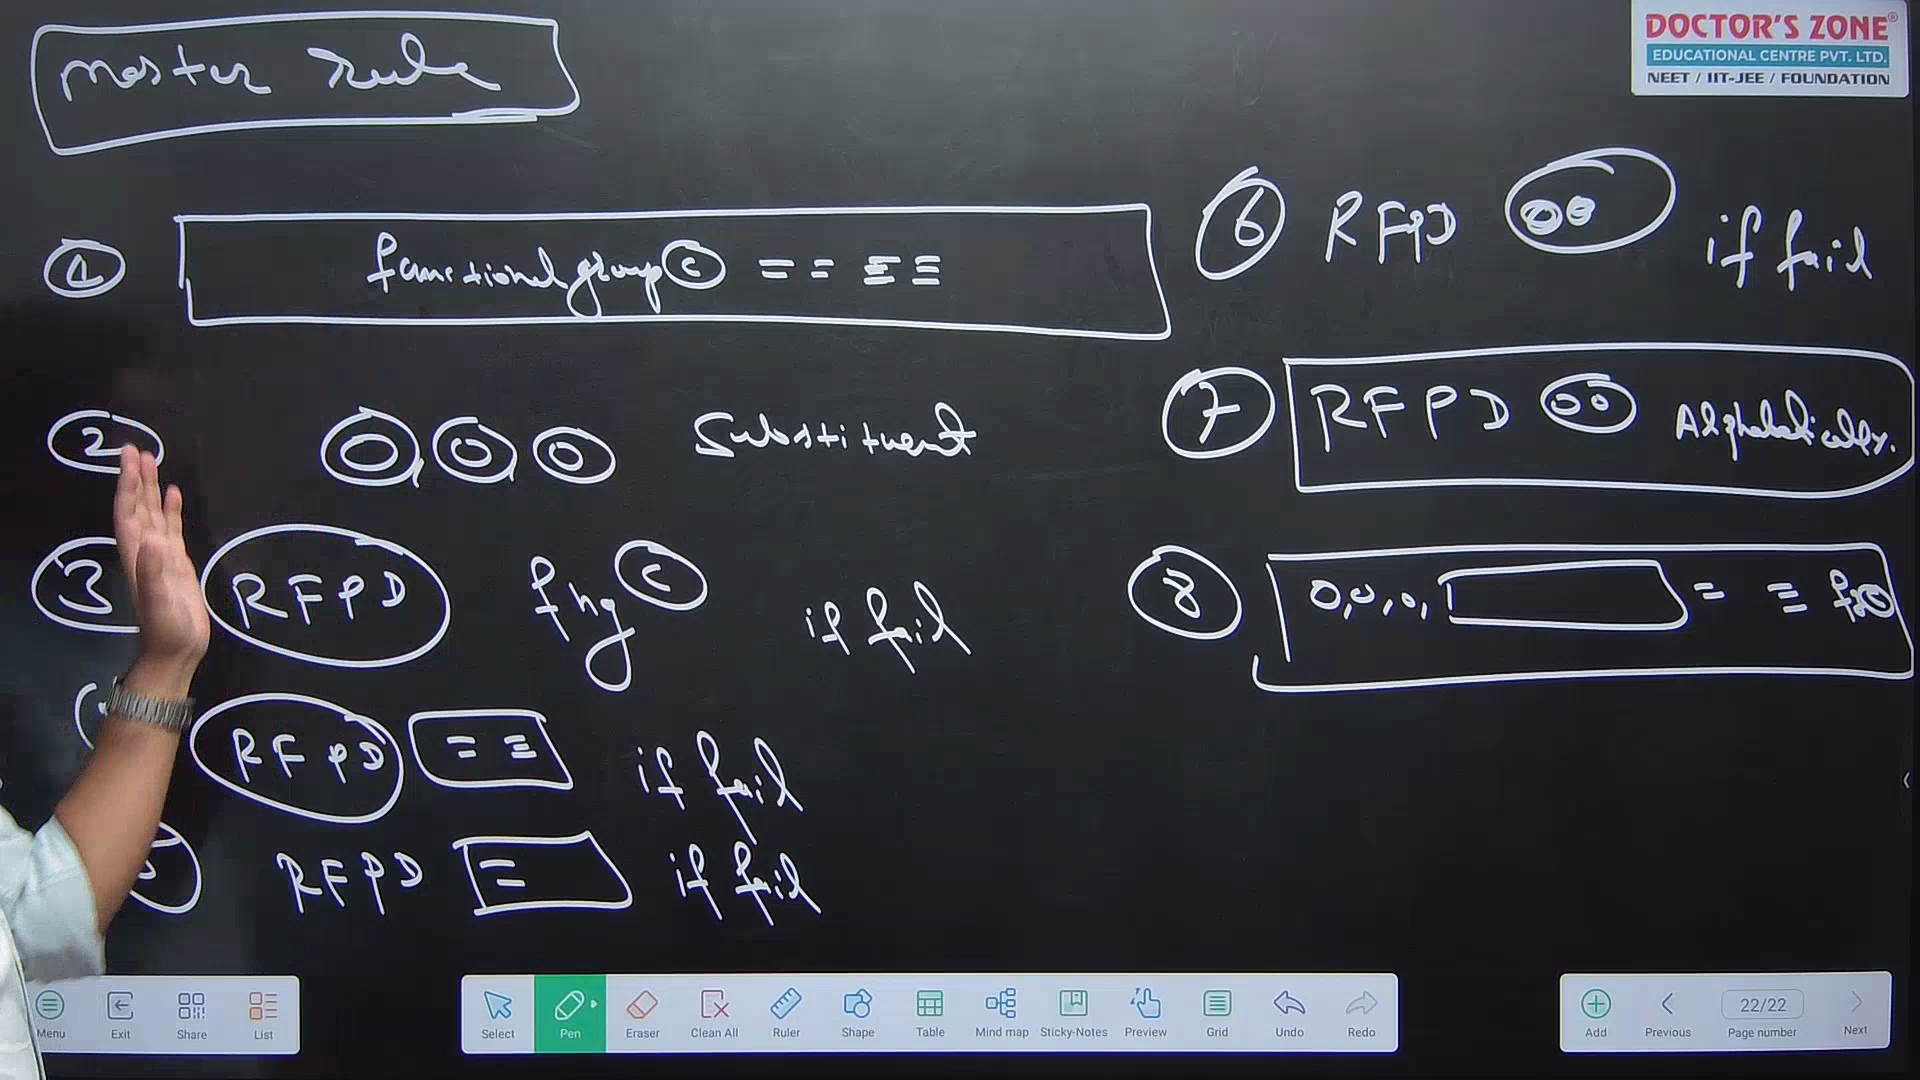 Master rule
DOCTOR'S ZONE®
EDUCATIONAL CENTRE PVT. LTD.
NEET / IIT-JEE / FOUNDATION
① functional group Ⓒ = = ≡ ≡
② O, O, O Substituent
③ RFPD fng Ⓒ if fail
RFPD = ≡ if fail
RFPD = if fail
⑥ RFPD OO if fail
⑦ RFPD OO Alphabetically.
⑧ O, O, O, = ≡
Menu
Exit
Share
List
Select
Pen
Eraser
Clean All
Ruler
Shape
Table
Mind map
Sticky-Notes
Preview
Grid
Undo
Redo
Add
Previous
22/22
Page number
Next